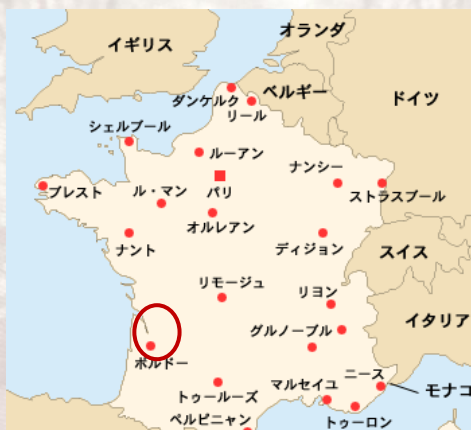 イギリス
オランダ
ダンケルク
ベルギー
リール
ドイツ
シェルブール
ルーアン
ナンシー
ブレスト
ル・マン
パリ
ストラスブール
オルレアン
ナント
ディジョン
スイス
リモージュ
リヨン
イタリア
グルノーブル
ボルドー
ニース
トゥールーズ
マルセイユ
モナコ
ペルピニャン
トゥーロン